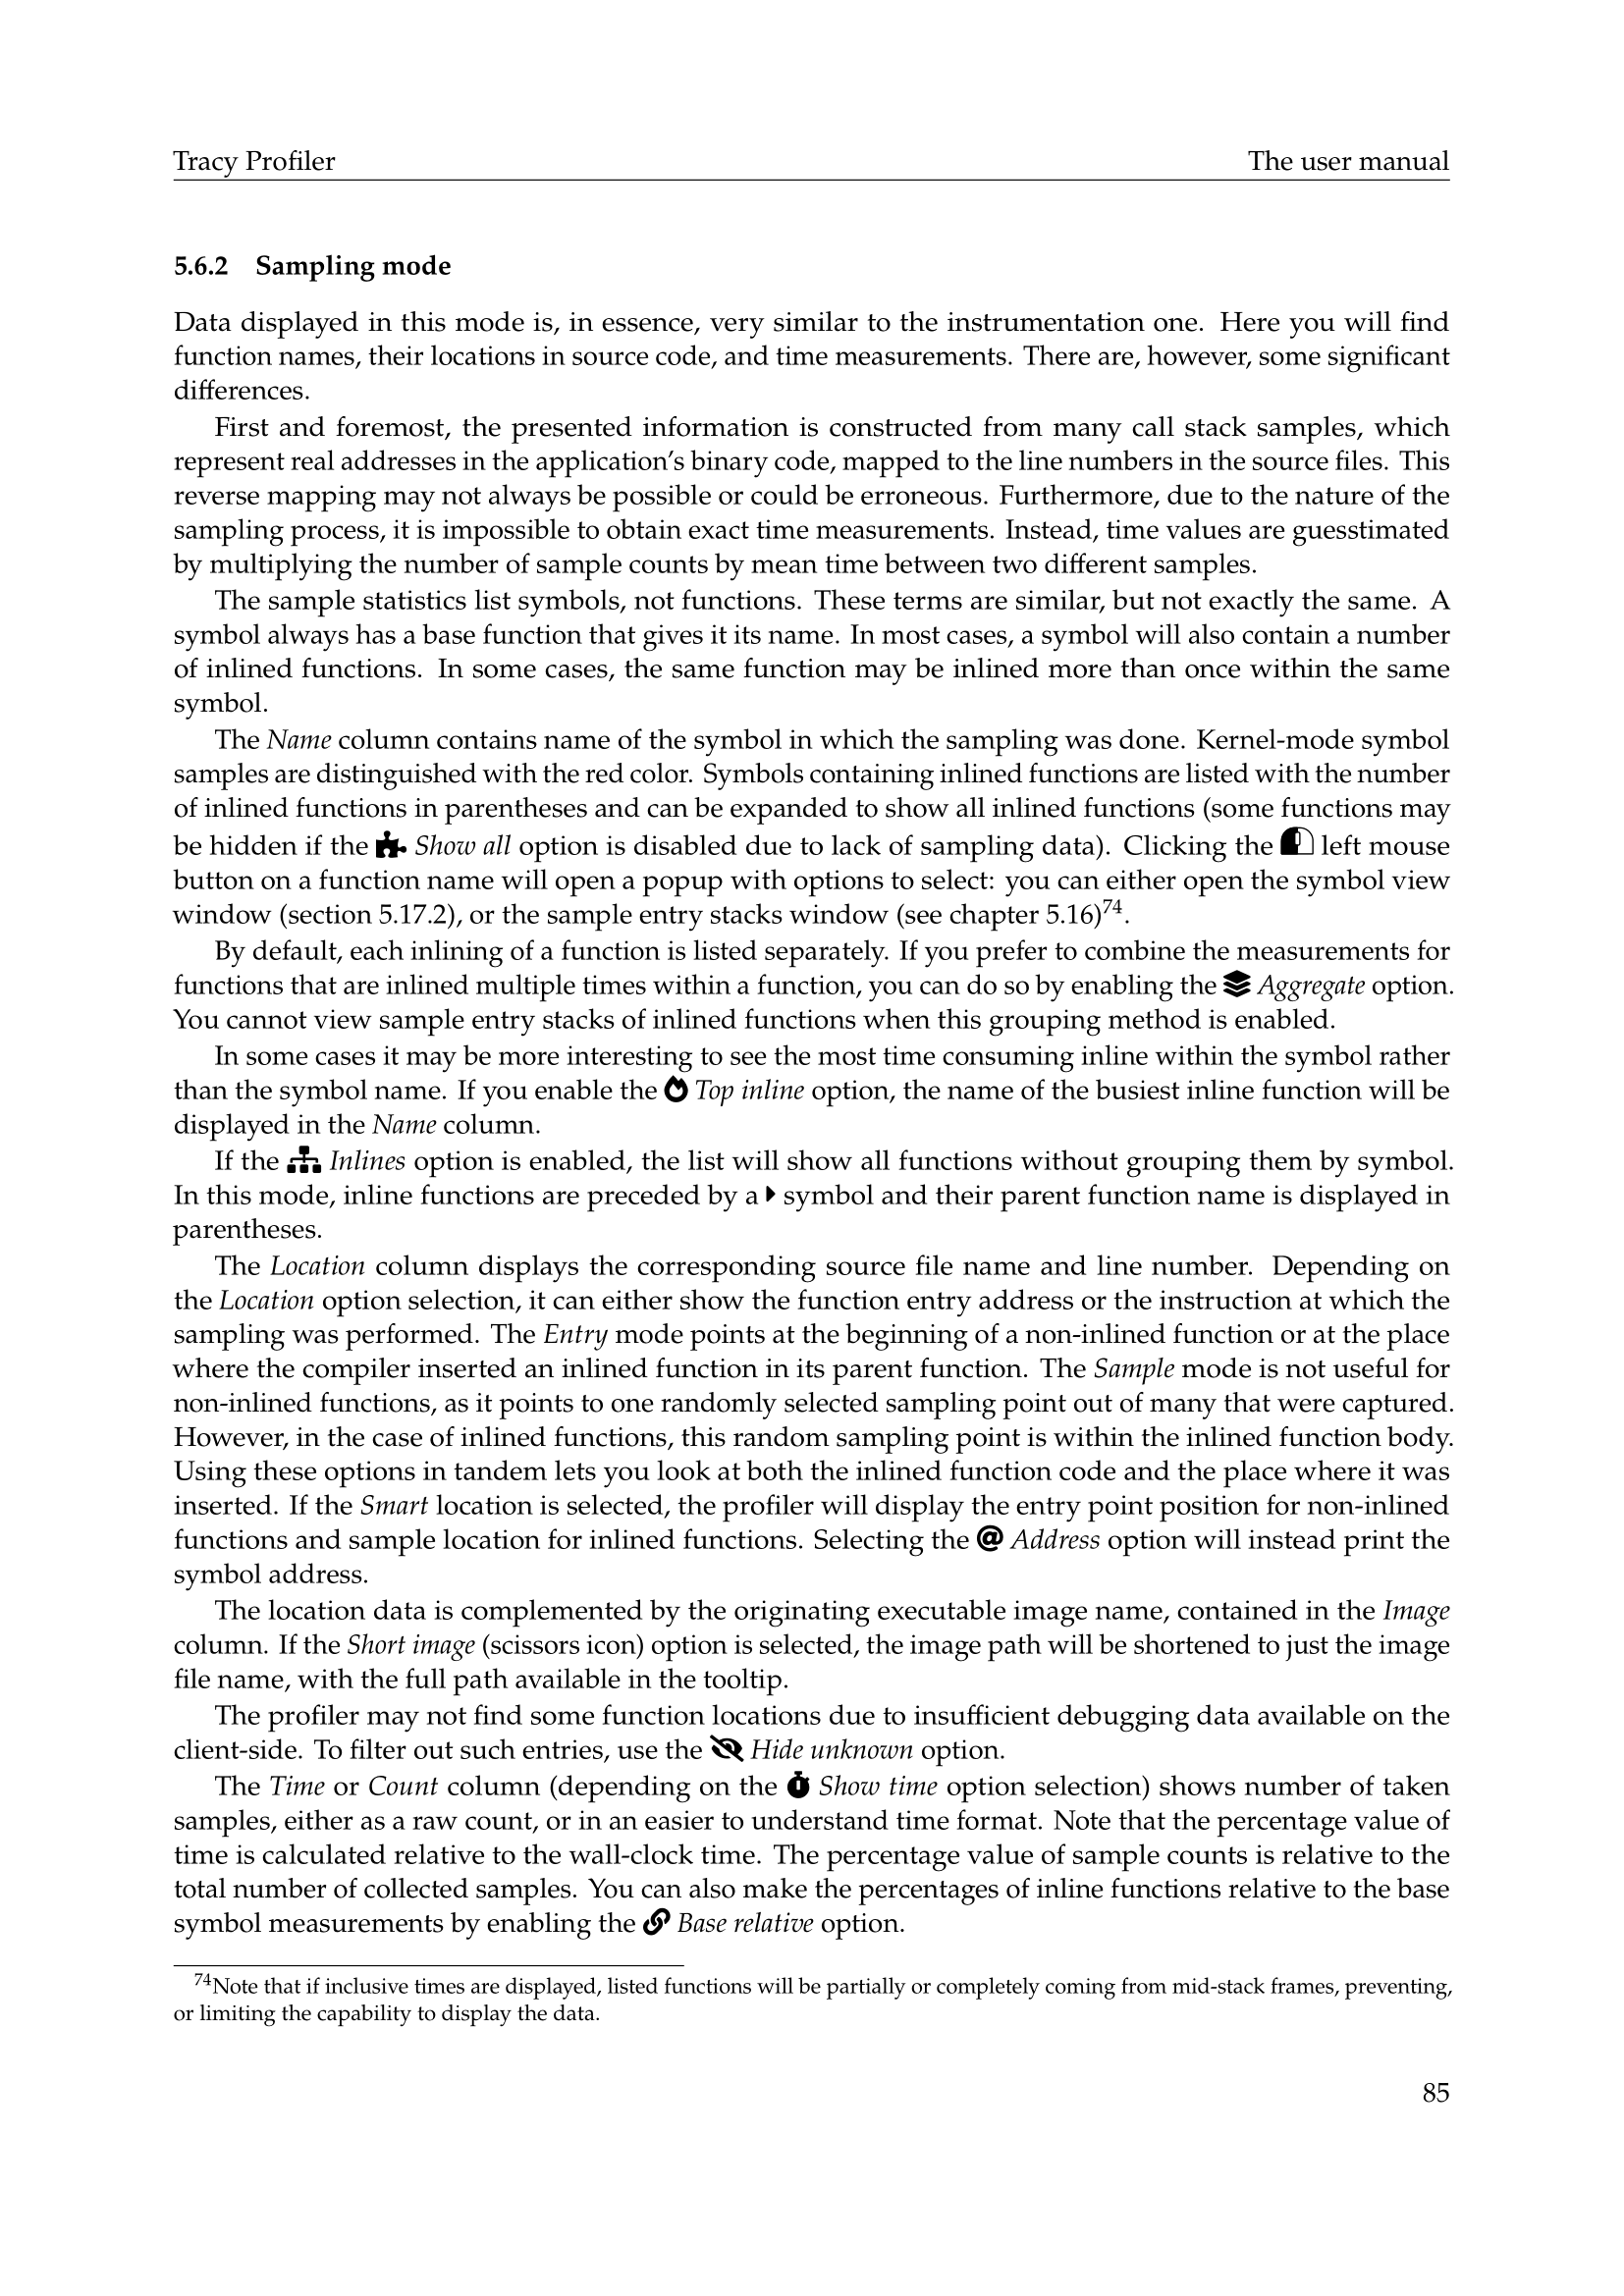 Tracy Profiler The user manual
5.6.2 Sampling mode
Data displayed in this mode is, in essence, very similar to the instrumentation one. Here you will find
function names, their locations in source code, and time measurements. There are, however, some significant
differences.
First and foremost, the presented information is constructed from many call stack samples, which
represent real addresses in the application's binary code, mapped to the line numbers in the source files. This
reverse mapping may not always be possible or could be erroneous. Furthermore, due to the nature of the
sampling process, it is impossible to obtain exact time measurements. Instead, time values are guesstimated
by multiplying the number of sample counts by mean time between two different samples.
The sample statistics list symbols, not functions. These terms are similar, but not exactly the same. A
symbol always has a base function that gives it its name. In most cases, a symbol will also contain a number
of inlined functions. In some cases, the same function may be inlined more than once within the same
symbol.
The Name column contains name of the symbol in which the sampling was done. Kernel-mode symbol
samples are distinguished with the red color. Symbols containing inlined functions are listed with the number
of inlined functions in parentheses and can be expanded to show all inlined functions (some functions may
be hidden if the Show all option is disabled due to lack of sampling data). Clicking the left mouse
button on a function name will open a popup with options to select: you can either open the symbol view
window (section 5.17.2), or the sample entry stacks window (see chapter 5.16)74.
By default, each inlining of a function is listed separately. If you prefer to combine the measurements for
functions that are inlined multiple times within a function, you can do so by enabling the Aggregate option.
You cannot view sample entry stacks of inlined functions when this grouping method is enabled.
In some cases it may be more interesting to see the most time consuming inline within the symbol rather
than the symbol name. If you enable the Top inline option, the name of the busiest inline function will be
displayed in the Name column.
If the Inlines option is enabled, the list will show all functions without grouping them by symbol.
In this mode, inline functions are preceded by a symbol and their parent function name is displayed in
parentheses.
The Location column displays the corresponding source file name and line number. Depending on
the Location option selection, it can either show the function entry address or the instruction at which the
sampling was performed. The Entry mode points at the beginning of a non-inlined function or at the place
where the compiler inserted an inlined function in its parent function. The Sample mode is not useful for
non-inlined functions, as it points to one randomly selected sampling point out of many that were captured.
However, in the case of inlined functions, this random sampling point is within the inlined function body.
Using these options in tandem lets you look at both the inlined function code and the place where it was
inserted. If the Smart location is selected, the profiler will display the entry point position for non-inlined
functions and sample location for inlined functions. Selecting the @ Address option will instead print the
symbol address.
The location data is complemented by the originating executable image name, contained in the Image
column. If the Short image (scissors icon) option is selected, the image path will be shortened to just the image
file name, with the full path available in the tooltip.
The profiler may not find some function locations due to insufficient debugging data available on the
client-side. To filter out such entries, use the Hide unknown option.
The Time or Count column (depending on the Show time option selection) shows number of taken
samples, either as a raw count, or in an easier to understand time format. Note that the percentage value of
time is calculated relative to the wall-clock time. The percentage value of sample counts is relative to the
total number of collected samples. You can also make the percentages of inline functions relative to the base
symbol measurements by enabling the Base relative option.
74Note that if inclusive times are displayed, listed functions will be partially or completely coming from mid-stack frames, preventing,
or limiting the capability to display the data.
85